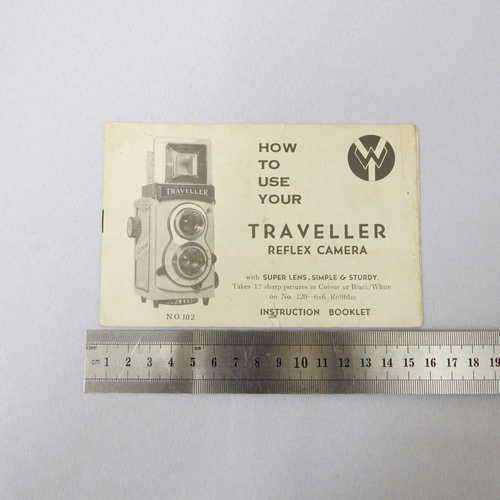 HOW
TO
USE
YOUR
W
TRAVELLER
TRAVELLER
REFLEX CAMERA
with SUPER LENS, SIMPLE & STURDY.
Takes 12 sharp pictures in Colour or Black/White
on No. 120—6x6 Rollfilm
NO 102
INSTRUCTION BOOKLET
1 2 3 4 5 6 7 8 9 10 11 12 13 14 15 16 17 18 19